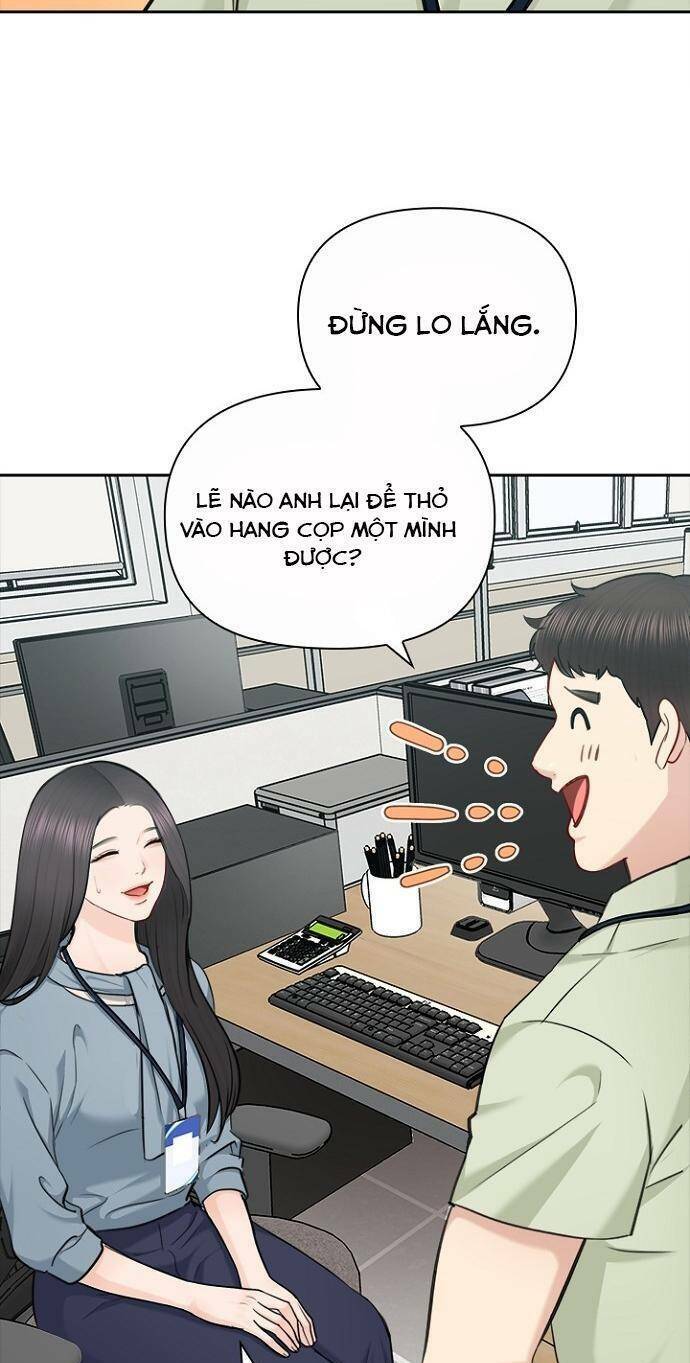 ĐỪNG LO LẮNG.
LẼ NÀO ANH LẠI ĐỂ THỎ
VÀO HANG CỌP MỘT MÌNH
ĐƯỢC?